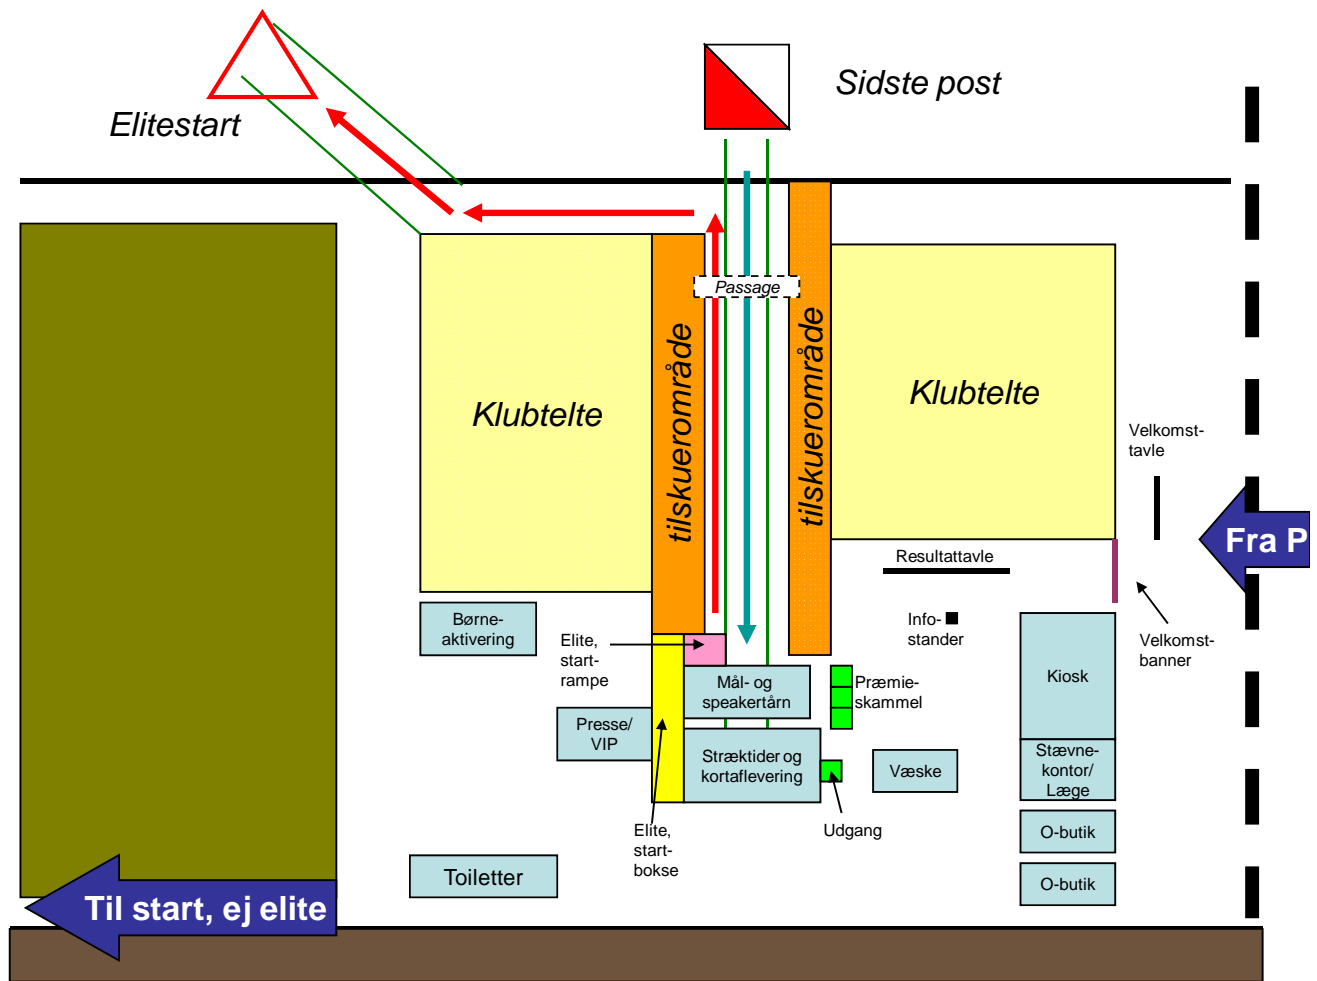 Sidste post
Elitestart
Passage
Klubtelte
tilskuerområde
tilskuerområde
Klubtelte
Velkomst-
tavle
Fra P
Resultattavle
Børne-
aktivering
Elite,
start-
rampe
Info-
stander
Velkomst-
banner
Mål- og
speakertårn
Præmie-
skammel
Kiosk
Presse/
VIP
Stræktider og
kortaflevering
Væske
Stævne-
kontor/
Læge
Elite,
start-
bokse
Udgang
O-butik
Toiletter
O-butik
Til start, ej elite